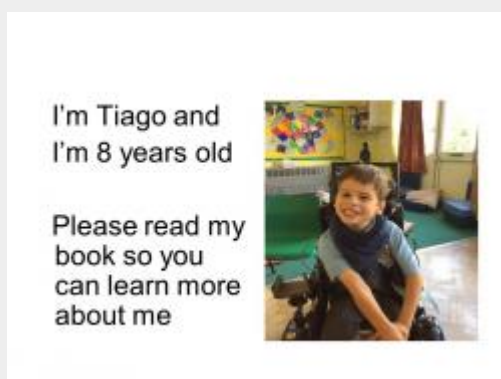 I'm Tiago and
I'm 8 years old
Please read my
book so you
can learn more
about me